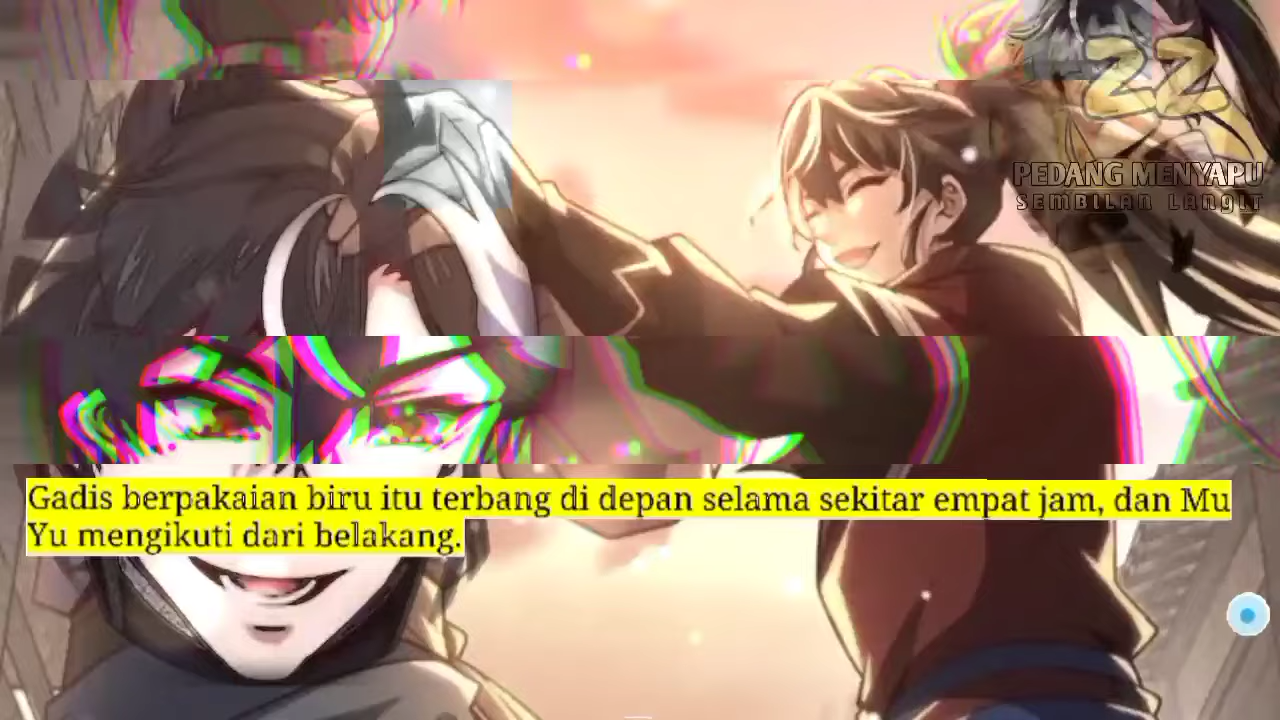 22
PEDANG MENYAPU
SEMBILAN LANGIT
Gadis berpakaian biru itu terbang di depan selama sekitar empat jam, dan Mu
Yu mengikuti dari belakang.